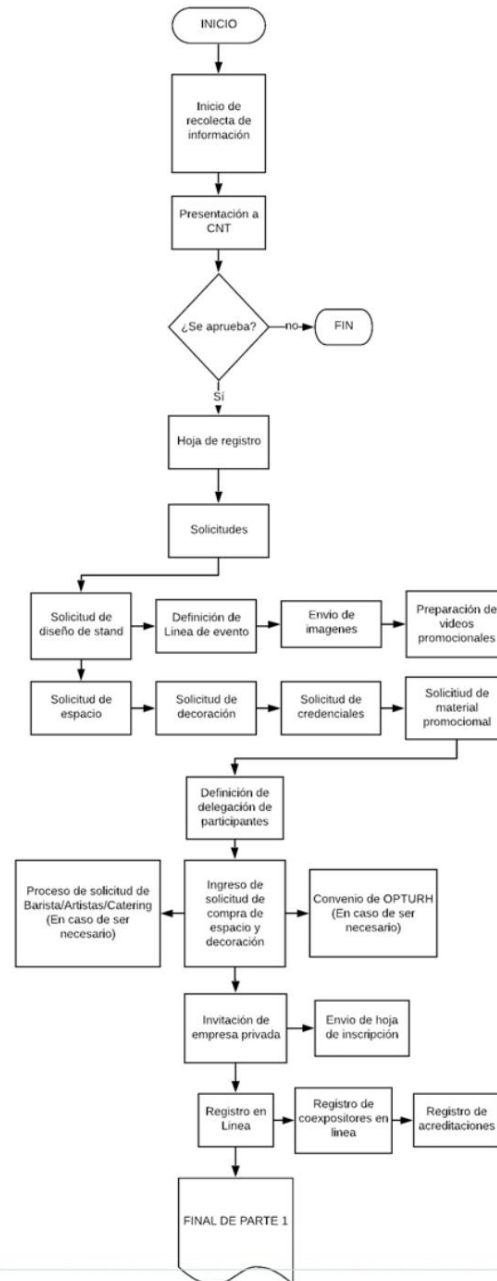 INICIO
Inicio de
recolecta de
información
Presentación a
CNT
¿Se aprueba?
no
FIN
Sí
Hoja de registro
Solicitudes
Solicitud de
diseño de stand
Definición de
Linea de evento
Envio de
imagenes
Preparación de
videos
promocionales
Solicitud de
espacio
Solicitud de
decoración
Solicitud de
credenciales
Solicitiud de
material
promocimal
Definición de
delegación de
participantes
Proceso de solicitud de
Barista/Artistas/Catering
(En caso de ser
necesario)
Ingreso de
solicitud de
compra de
espacio y
decoración
Convenio de OPTURH
(En caso de ser
necesario)
Invitación de
empresa privada
Envio de hoja
de inscripción
Registro en
Linea
Registro de
coexpositores en
linea
Registro de
acreditaciones
FINAL DE PARTE 1